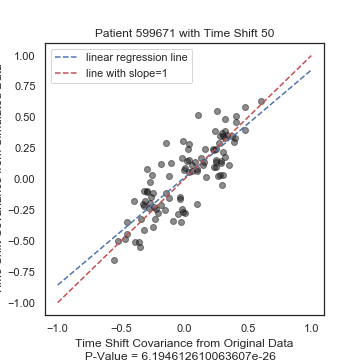 Patient 599671 with Time Shift 50
linear regression line
line with slope=1
1.00
0.75
0.50
0.25
0.00
−0.25
−0.50
−0.75
−1.00
−1.0
−0.5
0.0
0.5
1.0
Time Shift Covariance from Original Data
P-Value = 6.194612610063607e-26